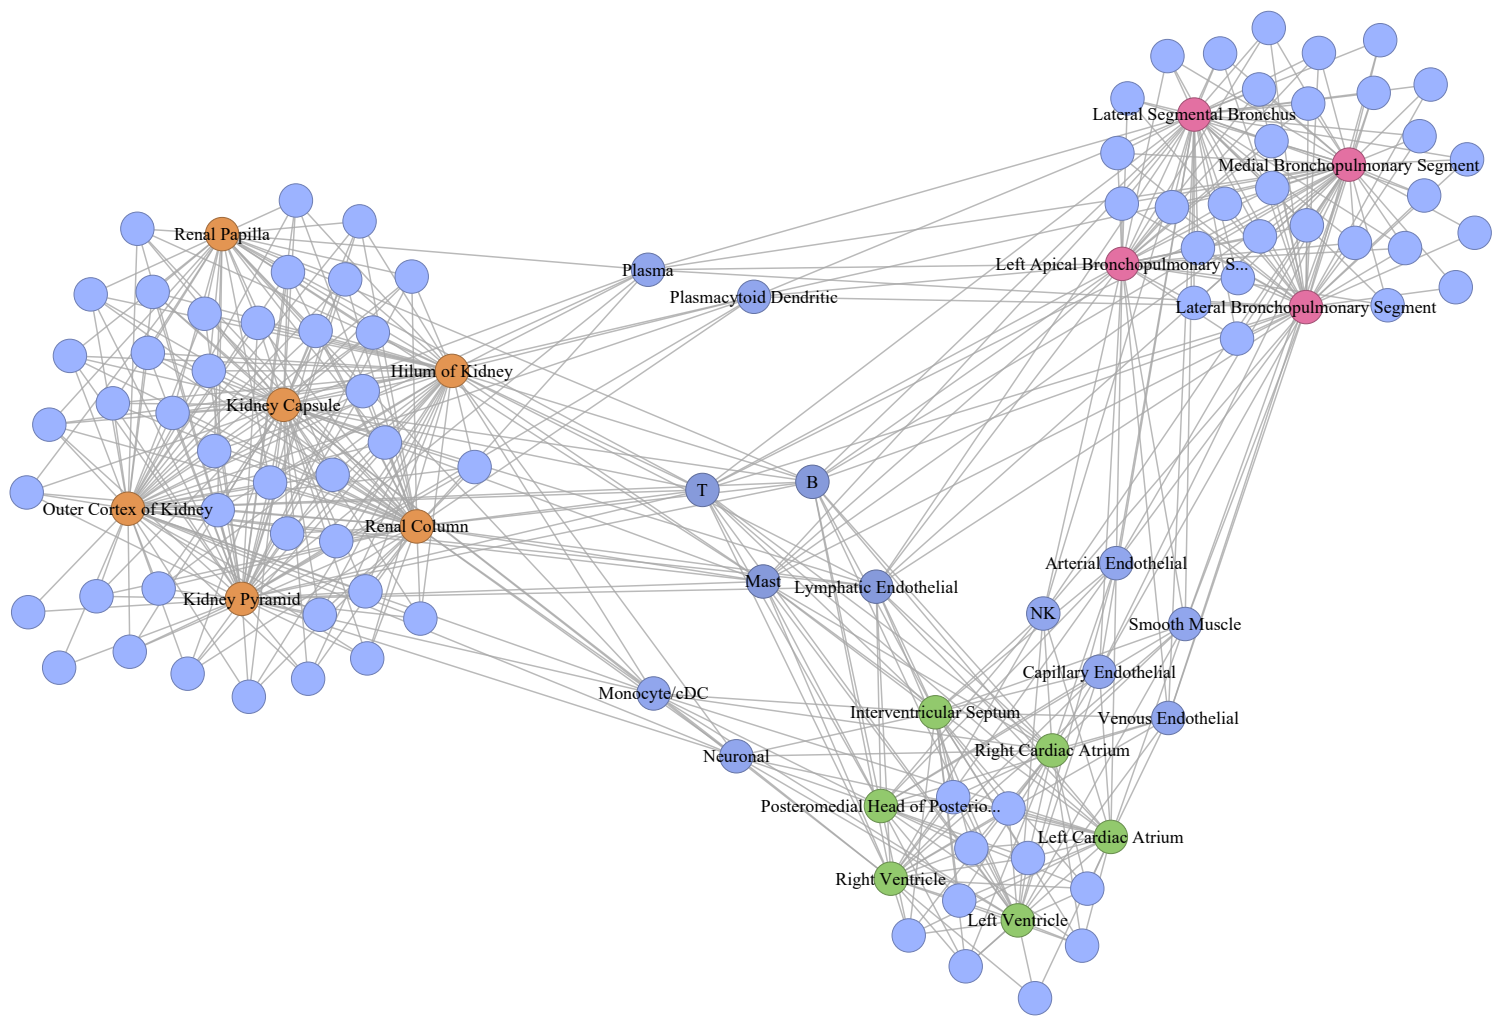 Lateral Segmental Bronchus
Medial Bronchopulmonary Segment
Renal Papilla
Left Apical Bronchopulmonary S...
Plasma
Plasmacytoid Dendritic
Lateral Bronchopulmonary Segment
Hilum of Kidney
Kidney Capsule
T
B
Outer Cortex of Kidney
Renal Column
Arterial Endothelial
Mast
Lymphatic Endothelial
Kidney Pyramid
NK
Smooth Muscle
Capillary Endothelial
Monocyte/cDC
Interventricular Septum
Venous Endothelial
Right Cardiac Atrium
Neuronal
Posteromedial Head of Posterio...
Left Cardiac Atrium
Right Ventricle
Left Ventricle